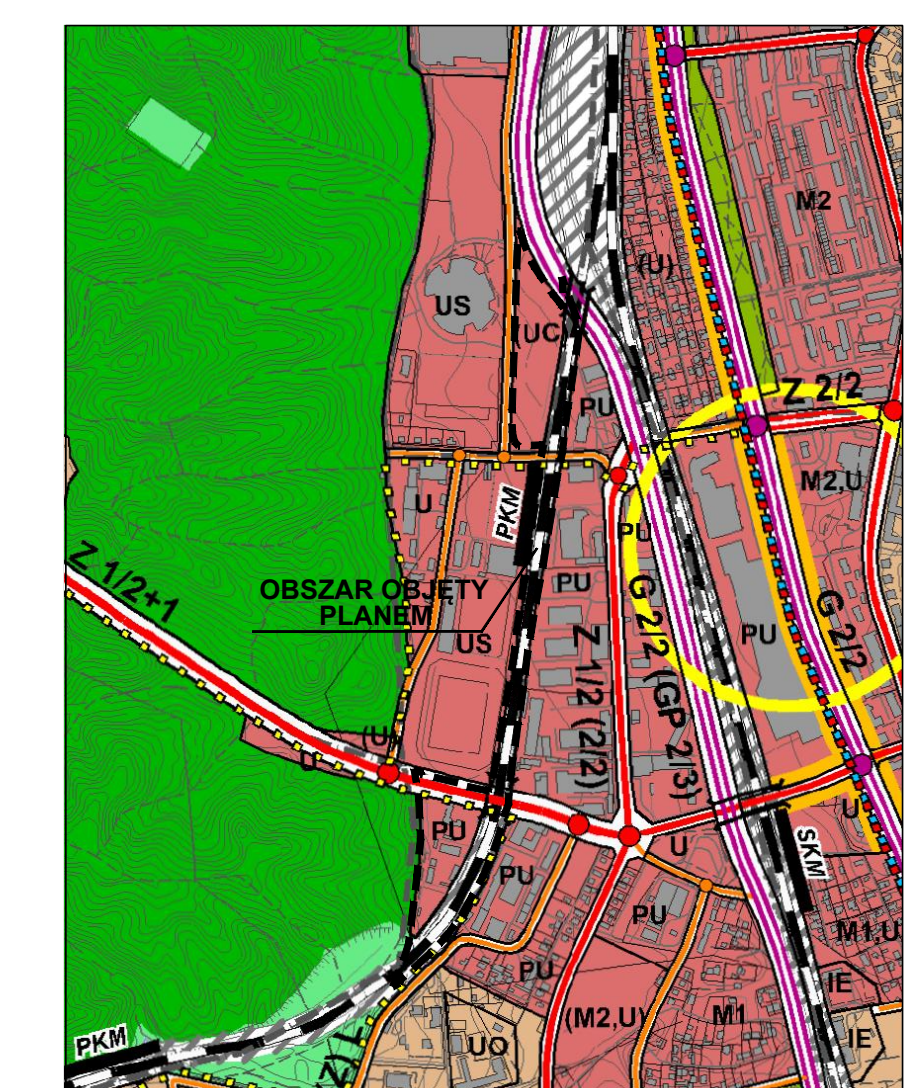 M2
(U)
US
(UC
Z 2/2
PU
M2,U
U
PKM
PU
Z 1/2+1
OBSZAR OBJĘTY
PLANEM
PU
G 2/2 (GP 2/3)
G 2/2
PU
US
Z 1/2 (2/2)
(U)
U
PU
U
U
SKM
PU
PU
M1,U
PU
IE
(M2,U)
M1
PKM
UO
IE